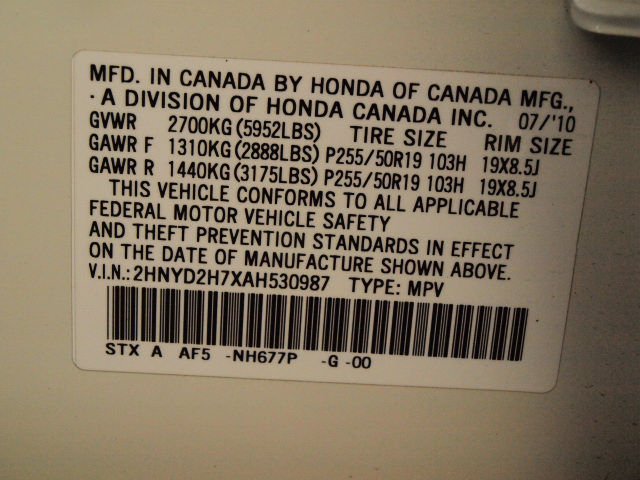 MFD. IN CANADA BY HONDA OF CANADA MFG.,
· A DIVISION OF HONDA CANADA INC. 07/'10
GVWR 2700KG(5952LBS) TIRE SIZE RIM SIZE
GAWR F 1310KG(2888LBS) P255/50R19 103H 19X8.5J
GAWR R 1440KG(3175LBS) P255/50R19 103H 19X8.5J
THIS VEHICLE CONFORMS TO ALL APPLICABLE
FEDERAL MOTOR VEHICLE SAFETY
AND THEFT PREVENTION STANDARDS IN EFFECT
ON THE DATE OF MANUFACTURE SHOWN ABOVE.
V.I.N.:2HNYD2H7XAH530987 TYPE: MPV
STX A AF5 -NH677P -G -00